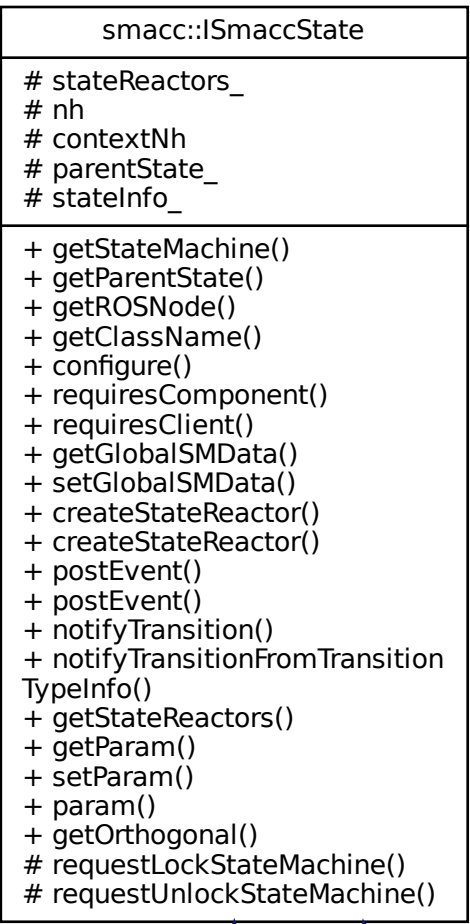 smacc::ISmaccState
# stateReactors_
# nh
# contextNh
# parentState_
# stateInfo_
+ getStateMachine()
+ getParentState()
+ getROSNode()
+ getClassName()
+ configure()
+ requiresComponent()
+ requiresClient()
+ getGlobalSMData()
+ setGlobalSMData()
+ createStateReactor()
+ createStateReactor()
+ postEvent()
+ postEvent()
+ notifyTransition()
+ notifyTransitionFromTransition
TypeInfo()
+ getStateReactors()
+ getParam()
+ setParam()
+ param()
+ getOrthogonal()
# requestLockStateMachine()
# requestUnlockStateMachine()